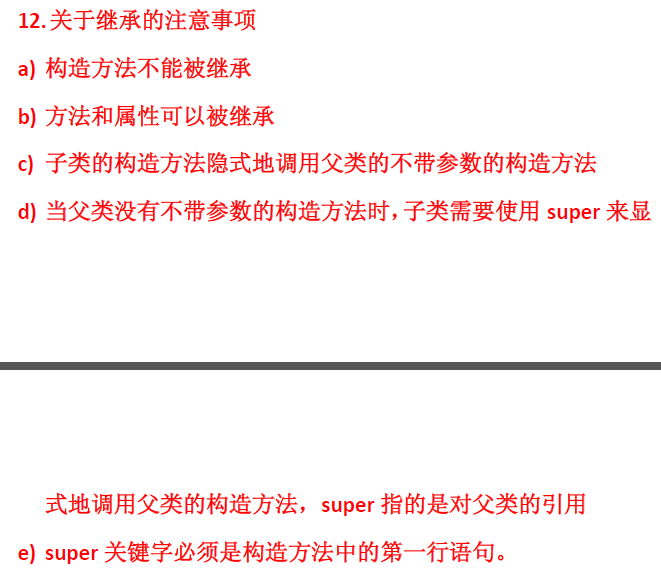 12.关于继承的注意事项
a) 构造方法不能被继承
b) 方法和属性可以被继承
c) 子类的构造方法隐式地调用父类的不带参数的构造方法
d) 当父类没有不带参数的构造方法时，子类需要使用 super 来显
式地调用父类的构造方法，super 指的是对父类的引用
e) super 关键字必须是构造方法中的第一行语句。